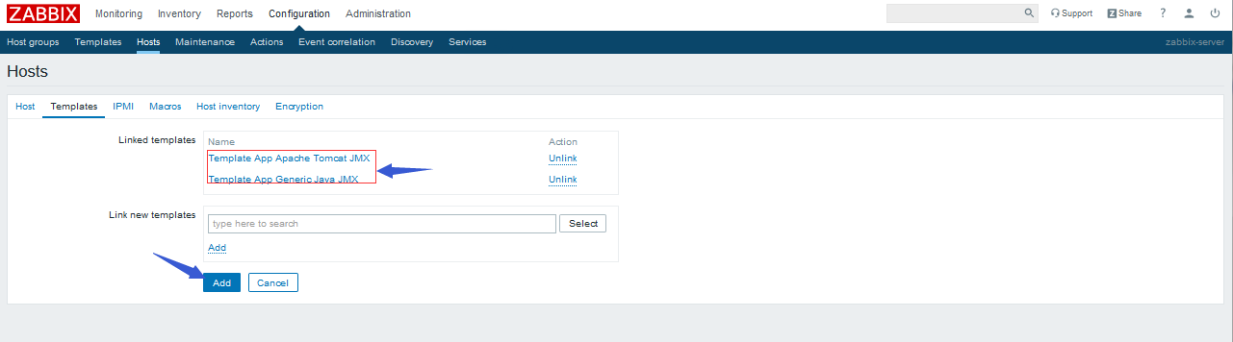 ZABBIX Monitoring Inventory Reports Configuration Administration Support Z Share ?
Host groups Templates Hosts Maintenance Actions Event correlation Discovery Services zabbix-server
Hosts
Host Templates IPMI Macros Host inventory Encryption
Linked templates Name Action
Template App Apache Tomcat JMX Unlink
Template App Generic Java JMX Unlink
Link new templates
type here to search Select
Add
Add Cancel